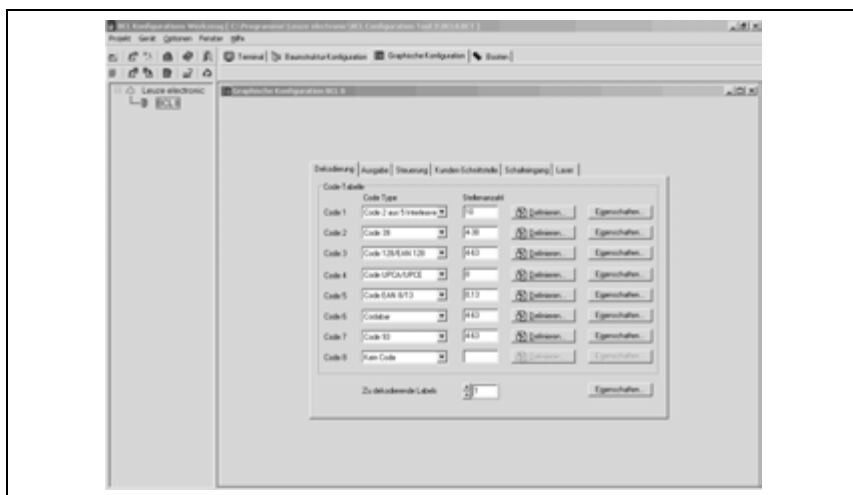 BCL Konfigurations Werkzeug [ C:\Programme\Leuze electronic\BCL Configuration Tool
Projekt Gerät Optionen Fenster Hilfe
Terminal Baumstruktur-Konfiguration Graphische Konfiguration
Leuze electronic
BCL 8
Graphische Konfiguration BCL 8
Dekodierung Ausgabe Steuerung Kunden-Schnittstelle Schalteingang Laser
Code-Tabelle
Code Type Stellenanzahl
Code 1 Code 2 aus 5 Interleave 10 Definieren... Eigenschaften...
Code 2 Code 39 4-30 Definieren... Eigenschaften...
Code 3 Code 128/EAN 128 4-63 Definieren... Eigenschaften...
Code 4 Code UPCA/UPCE 8 Definieren... Eigenschaften...
Code 5 Code EAN 8/13 8,13 Definieren... Eigenschaften...
Code 6 Codabar 4-63 Definieren... Eigenschaften...
Code 7 Code 93 4-63 Definieren... Eigenschaften...
Code 8 Kein Code Definieren... Eigenschaften...
Zu dekodierende Labels 1 Eigenschaften...